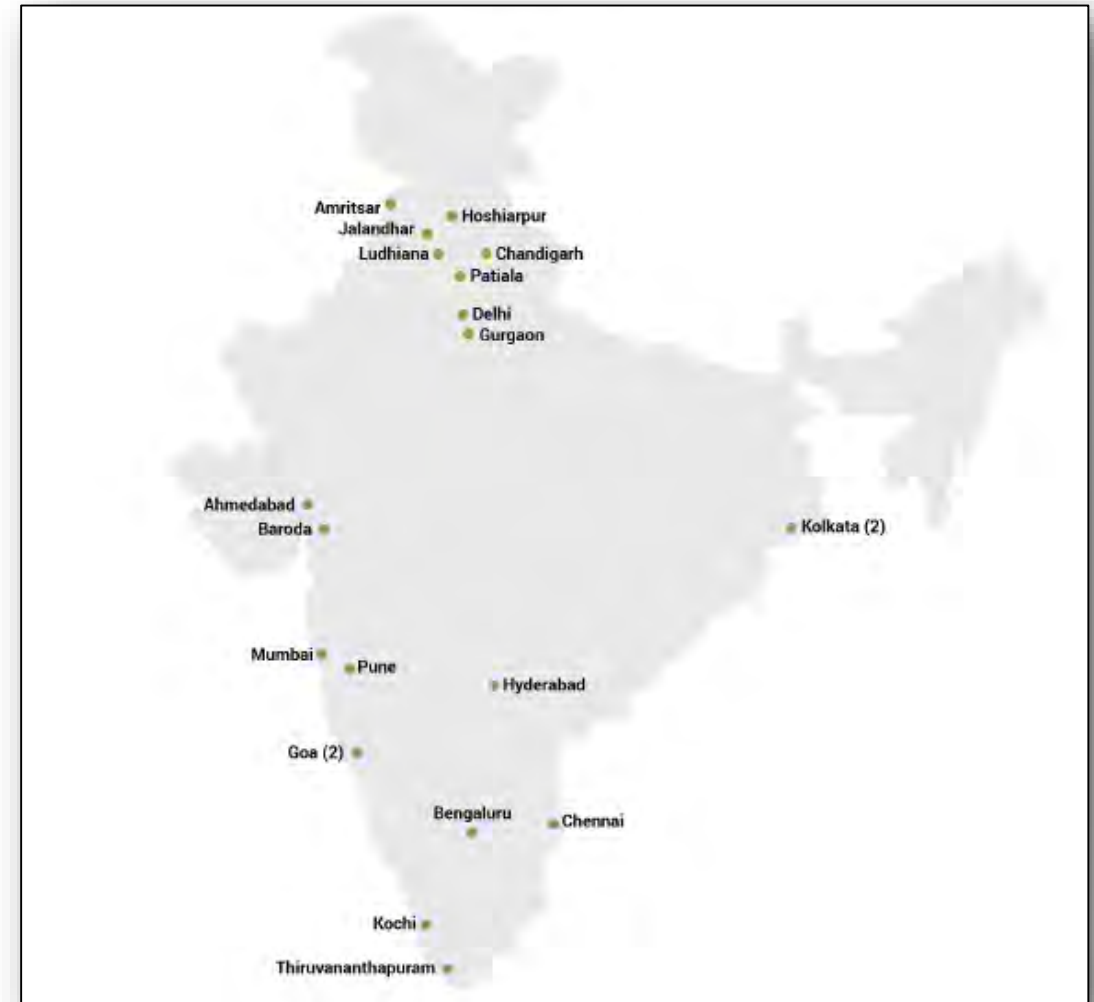 Amritsar
Hoshiarpur
Jalandhar
Ludhiana
Chandigarh
Patiala
Delhi
Gurgaon
Ahmedabad
Baroda
Kolkata (2)
Mumbai
Pune
Hyderabad
Goa (2)
Bengaluru
Chennai
Kochi
Thiruvananthapuram